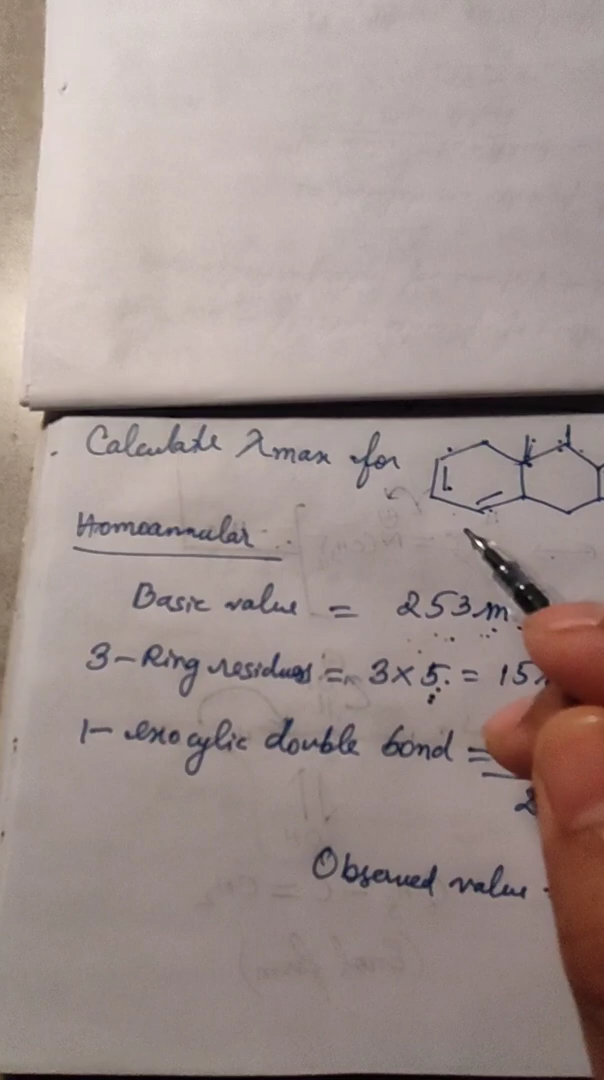 Calculate λmax for
Homoannular
Basic value = 253 m
3-Ring residues = 3×5 = 15
1- exocylic double bond =
2
Observed value